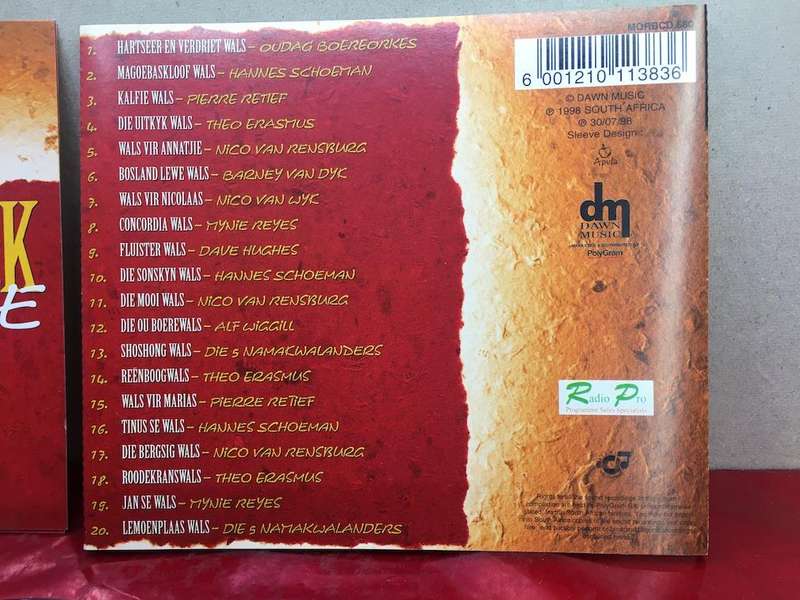 K
E
1. HARTSEER EN VERDRIET WALS – OUDAG BOEREORKES
2. MAGOEBASKLOOF WALS – HANNES SCHOEMAN
3. KALFIE WALS – PIERRE RETIEF
4. DIE UITKYK WALS – THEO ERASMUS
5. WALS VIR ANNATJIE – NICO VAN RENSBURG
6. BOSLAND LEWE WALS – BARNEY VAN DYK
7. WALS VIR NICOLAAS – NICO VAN WYK
8. CONCORDIA WALS – MYNIE REYES
9. FLUISTER WALS – DAVE HUGHES
10. DIE SONSKYN WALS – HANNES SCHOEMAN
11. DIE MOOI WALS – NICO VAN RENSBURG
12. DIE OU BOEREWALS – ALF WIGGILL
13. SHOSHONG WALS – DIE 5 NAMAKWALANDERS
14. REËNBOOGWALS – THEO ERASMUS
15. WALS VIR MARIAS – PIERRE RETIEF
16. TINUS SE WALS – HANNES SCHOEMAN
17. DIE BERGSIG WALS – NICO VAN RENSBURG
18. ROODEKRANSWALS – THEO ERASMUS
19. JAN SE WALS – MYNIE REYES
20. LEMOENPLAAS WALS – DIE 5 NAMAKWALANDERS
MORBCD 680
6 001210 113836
© DAWN MUSIC
℗ 1998 SOUTH AFRICA
℗ 30/07/98
Sleeve Design :
Apula
dm
DAWN
MUSIC
PolyGram
Radio Pro
Programme Sales Specialists